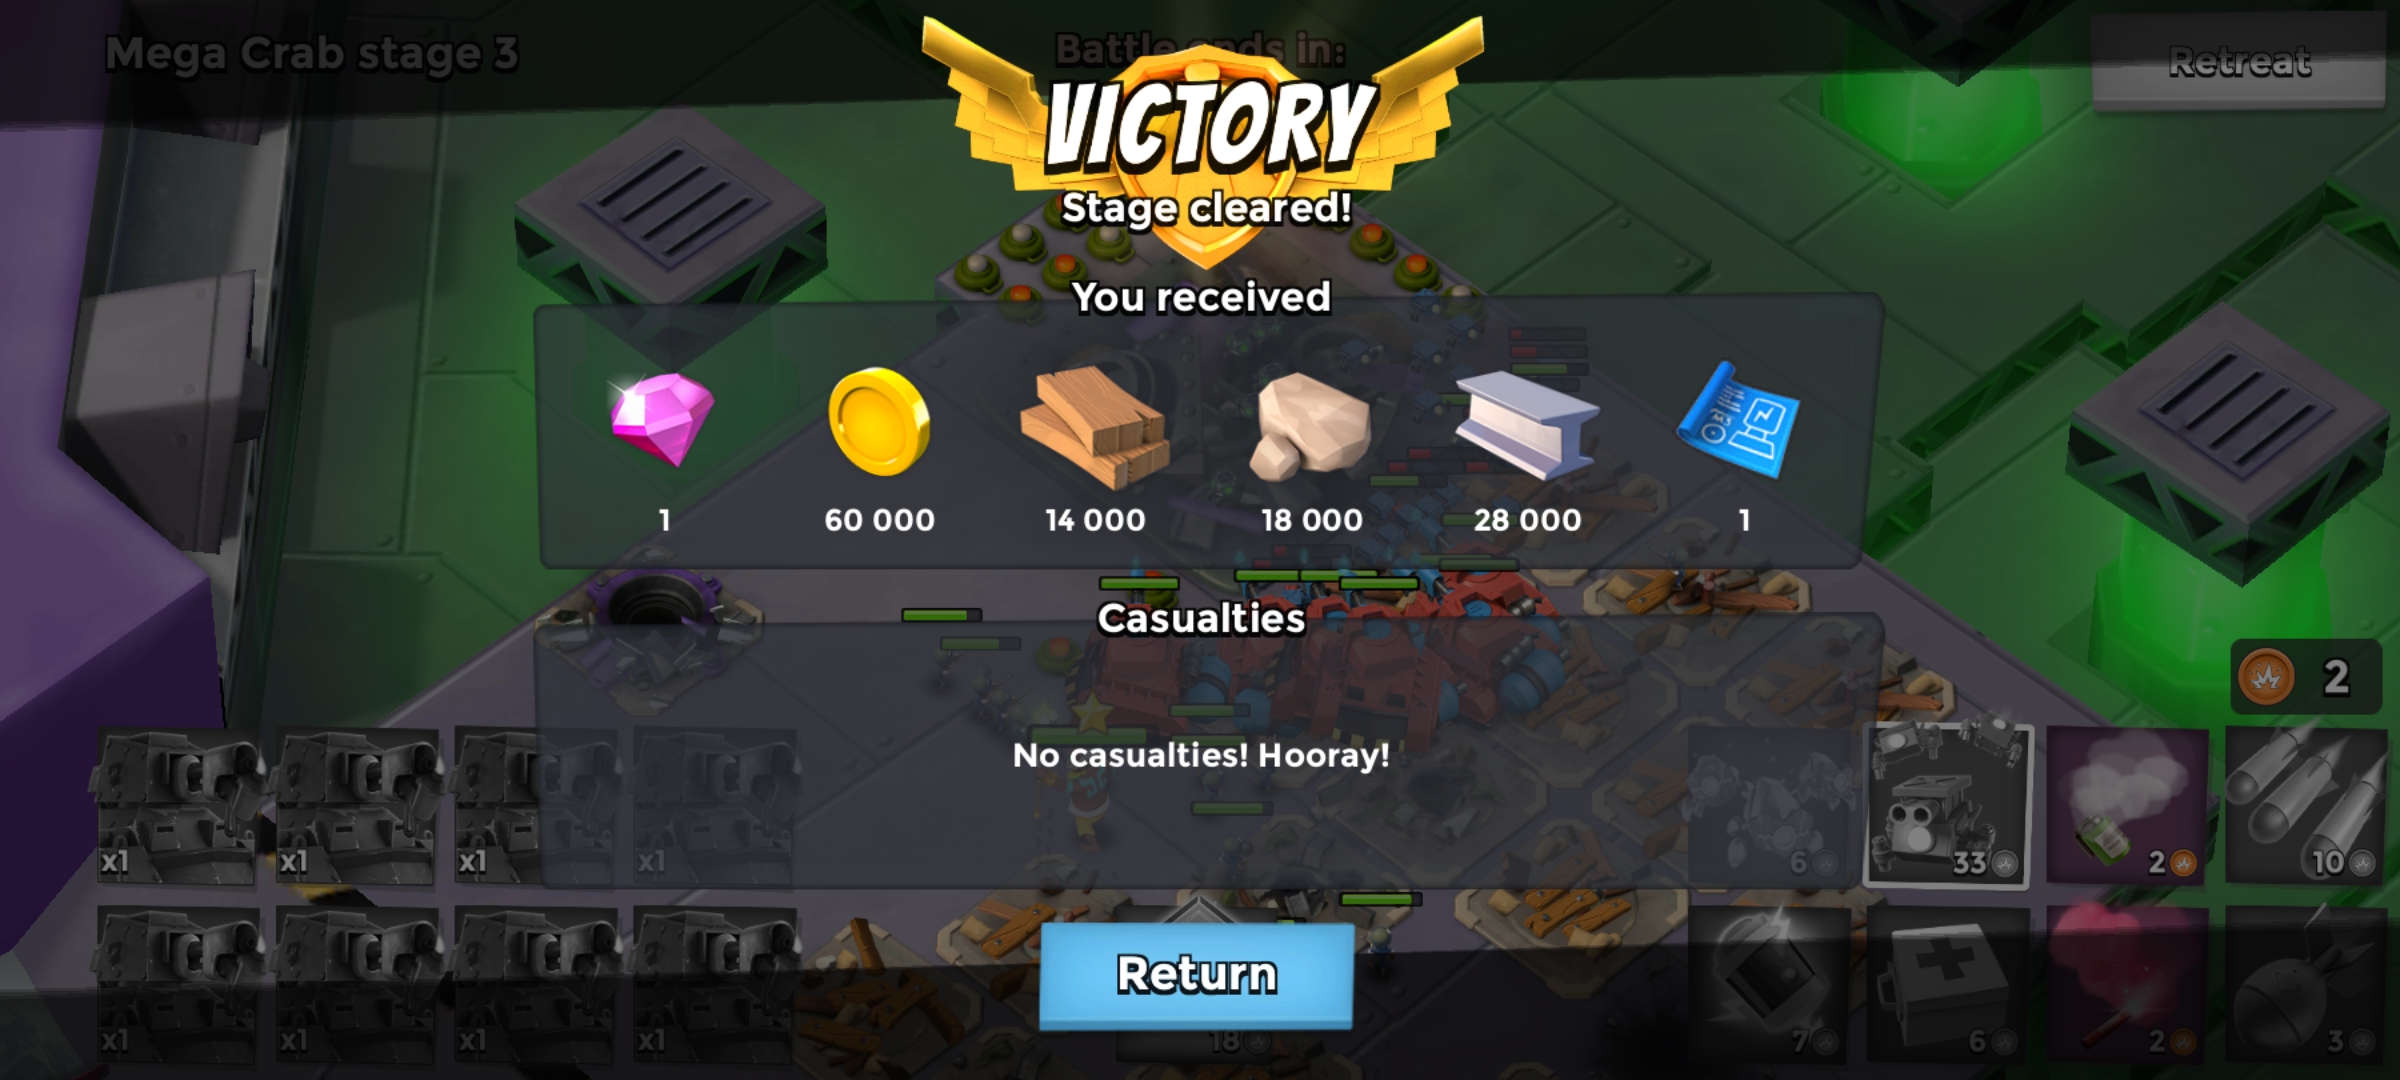 Mega Crab stage 3
Battle ends in:
Retreat
VICTORY
Stage cleared!
You received
1
60 000
14 000
18 000
28 000
1
Casualties
2
No casualties! Hooray!
x1
x1
x1
x1
6
33
2
10
Return
x1
x1
x1
x1
18
7
6
2
3